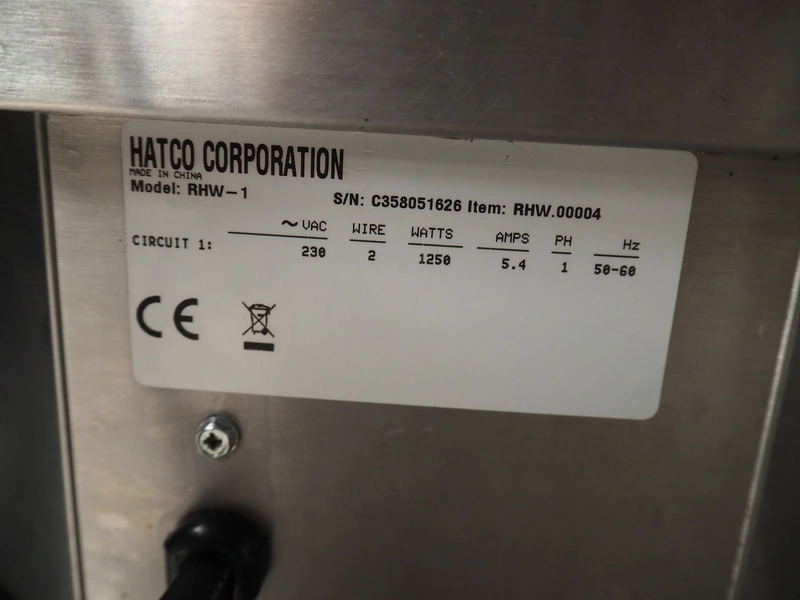 HATCO CORPORATION
MADE IN CHINA
Model: RHW-1
S/N: C358051626 Item: RHW.00004
~ VAC WIRE WATTS AMPS PH Hz
CIRCUIT 1: 230 2 1250 5.4 1 50-60
CE